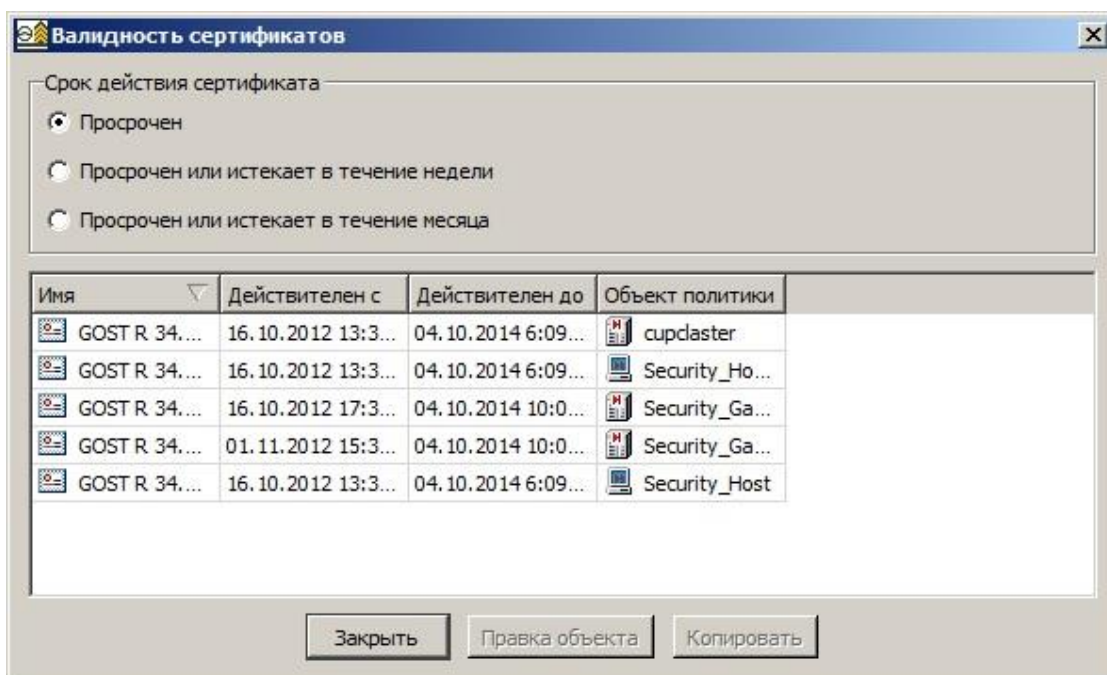 Валидность сертификатов
Срок действия сертификата
Просрочен
Просрочен или истекает в течение недели
Просрочен или истекает в течение месяца
Имя Действителен с Действителен до Объект политики
GOST R 34.... 16.10.2012 13:3... 04.10.2014 6:09... cupclaster
GOST R 34.... 16.10.2012 13:3... 04.10.2014 6:09... Security_Ho...
GOST R 34.... 16.10.2012 17:3... 04.10.2014 10:0... Security_Ga...
GOST R 34.... 01.11.2012 15:3... 04.10.2014 10:0... Security_Ga...
GOST R 34.... 16.10.2012 13:3... 04.10.2014 6:09... Security_Host
Закрыть Правка объекта Копировать